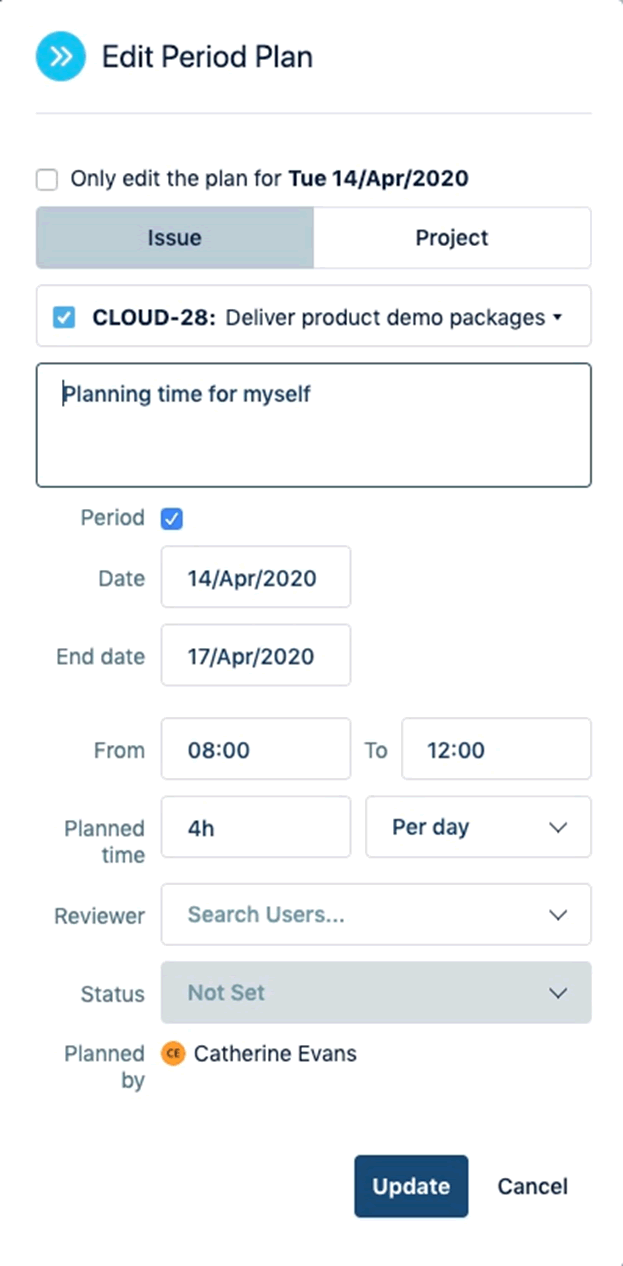 Edit Period Plan
Only edit the plan for Tue 14/Apr/2020
Issue Project
CLOUD-28: Deliver product demo packages
Planning time for myself
Period
Date 14/Apr/2020
End date 17/Apr/2020
From 08:00 To 12:00
Planned time 4h Per day
Reviewer Search Users...
Status Not Set
Planned by CE Catherine Evans
Update Cancel